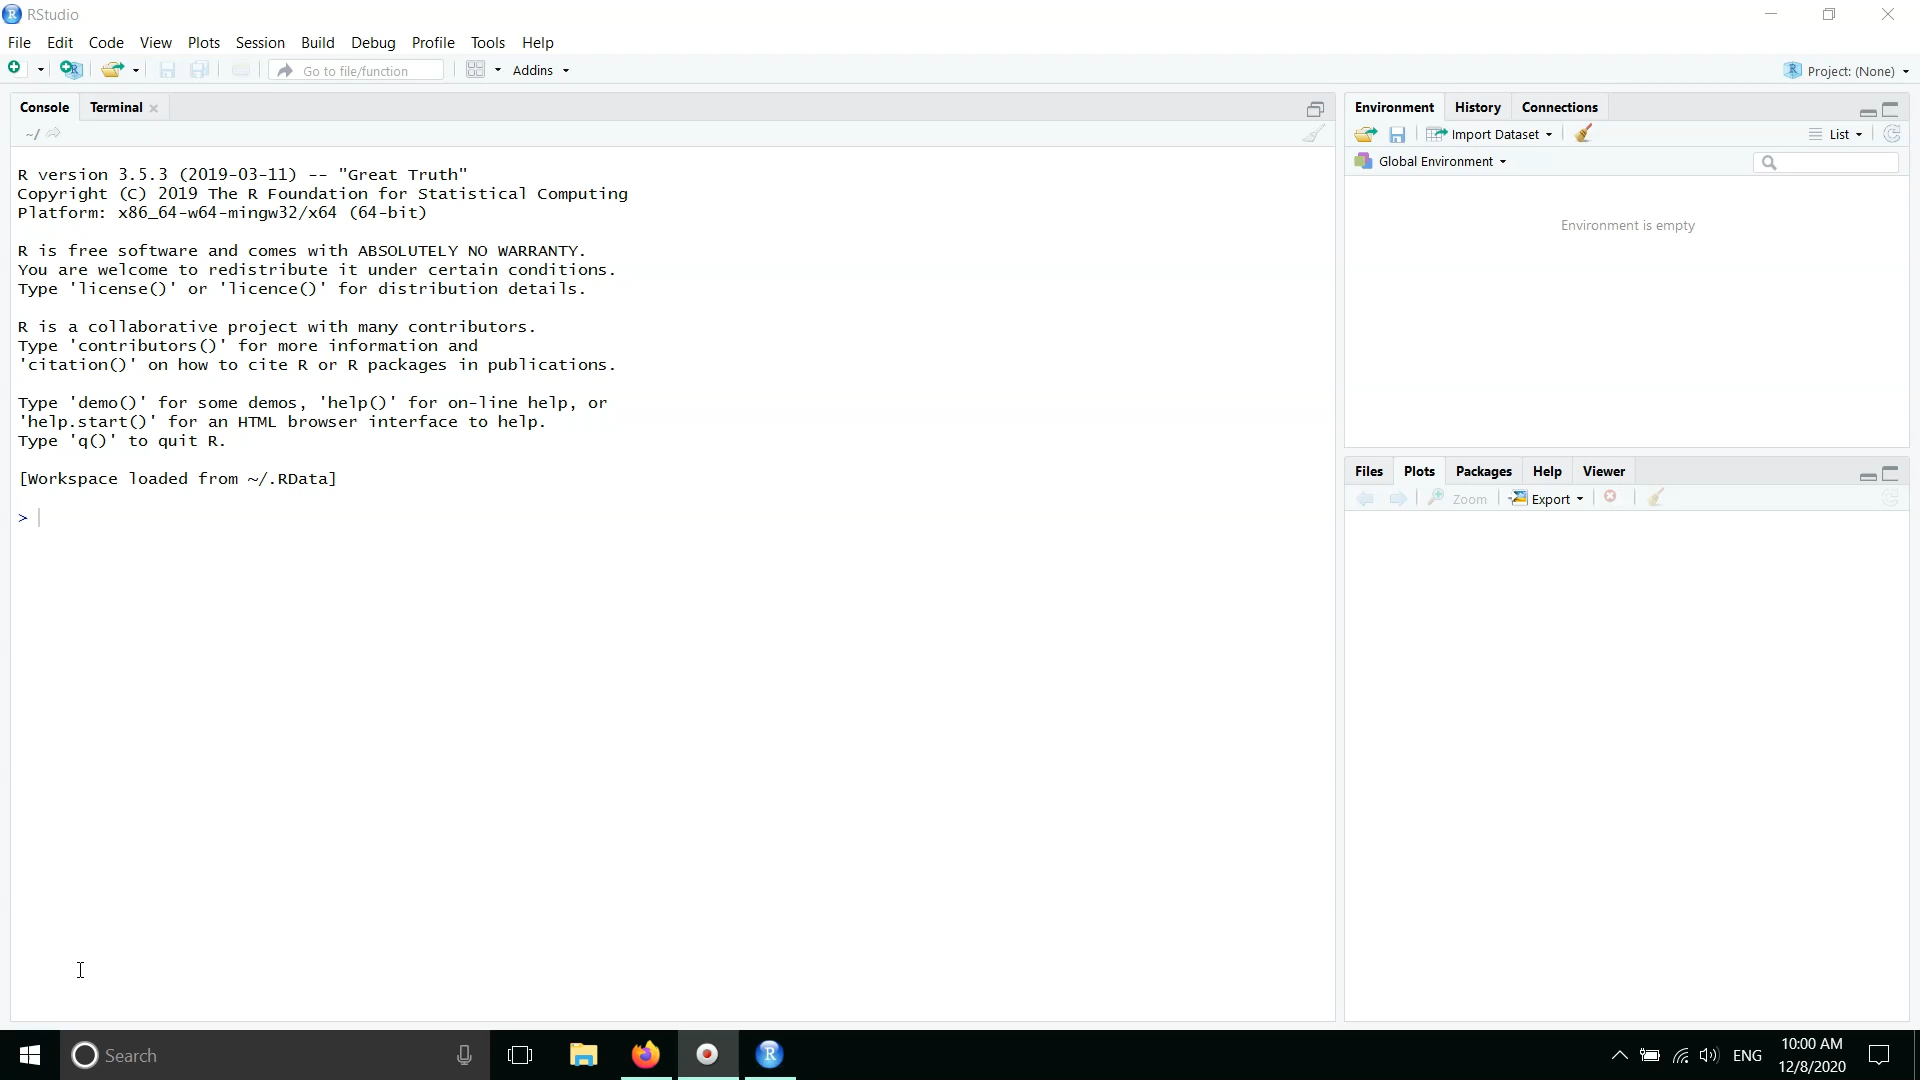 RStudio
File Edit Code View Plots Session Build Debug Profile Tools Help
Go to file/function Addins Project: (None)
Console Terminal
~/
R version 3.5.3 (2019-03-11) -- "Great Truth"
Copyright (C) 2019 The R Foundation for Statistical Computing
Platform: x86_64-w64-mingw32/x64 (64-bit)
R is free software and comes with ABSOLUTELY NO WARRANTY.
You are welcome to redistribute it under certain conditions.
Type 'license()' or 'licence()' for distribution details.
R is a collaborative project with many contributors.
Type 'contributors()' for more information and
'citation()' on how to cite R or R packages in publications.
Type 'demo()' for some demos, 'help()' for on-line help, or
'help.start()' for an HTML browser interface to help.
Type 'q()' to quit R.
[Workspace loaded from ~/.RData]
>
Environment History Connections
Import Dataset List
Global Environment
Environment is empty
Files Plots Packages Help Viewer
Zoom Export
Search
ENG
10:00 AM
12/8/2020